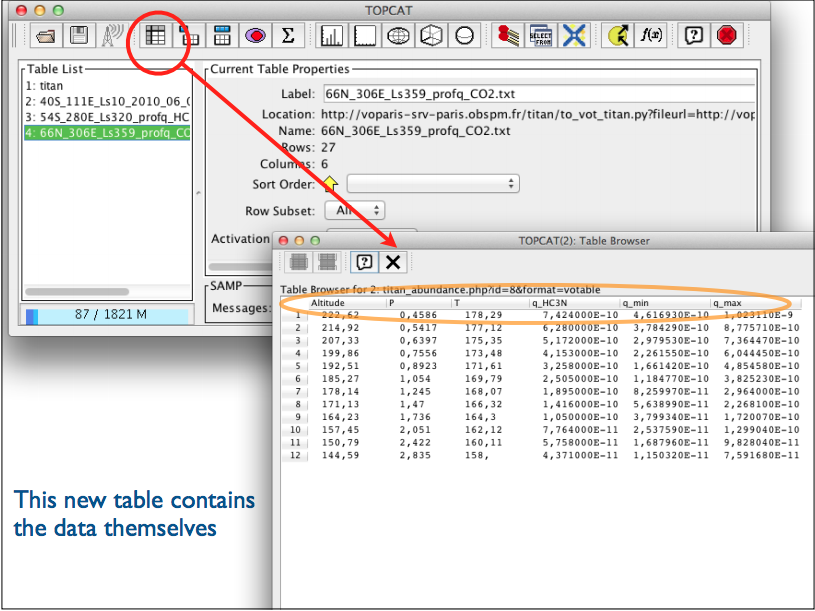 TOPCAT
SELECT
FROM
f(x)
Table List
1: titan
2: 40S_111E_Ls10_2010_06_0
3: 54S_280E_Ls320_profq_HC
4: 66N_306E_Ls359_profq_CO
87 / 1821 M
Current Table Properties
Label: 66N_306E_Ls359_profq_CO2.txt
Location: http://voparis-srv-paris.obspm.fr/titan/to_vot_titan.py?fileurl=http://vop
Name: 66N_306E_Ls359_profq_CO2.txt
Rows: 27
Columns: 6
Sort Order:
Row Subset: All
Activation
SAMP
Messages:
TOPCAT(2): Table Browser
Table Browser for 2: titan_abundance.php?id=8&format=votable
Altitude P T q_HC3N q_min q_max
1 222,62 0,4586 178,29 7,424000E-10 4,616930E-10 1,023110E-9
2 214,92 0,5417 177,12 6,280000E-10 3,784290E-10 8,775710E-10
3 207,33 0,6397 175,35 5,172000E-10 2,979530E-10 7,364470E-10
4 199,86 0,7556 173,48 4,153000E-10 2,261550E-10 6,044450E-10
5 192,51 0,8923 171,61 3,258000E-10 1,661420E-10 4,854580E-10
6 185,27 1,054 169,79 2,505000E-10 1,184770E-10 3,825230E-10
7 178,14 1,245 168,07 1,895000E-10 8,259970E-11 2,964000E-10
8 171,13 1,47 166,32 1,416000E-10 5,638990E-11 2,268100E-10
9 164,23 1,736 164,3 1,050000E-10 3,799340E-11 1,720070E-10
10 157,45 2,051 162,12 7,764000E-11 2,537590E-11 1,299040E-10
11 150,79 2,422 160,11 5,758000E-11 1,687960E-11 9,828040E-11
12 144,59 2,835 158, 4,371000E-11 1,150320E-11 7,591680E-11
This new table contains
the data themselves